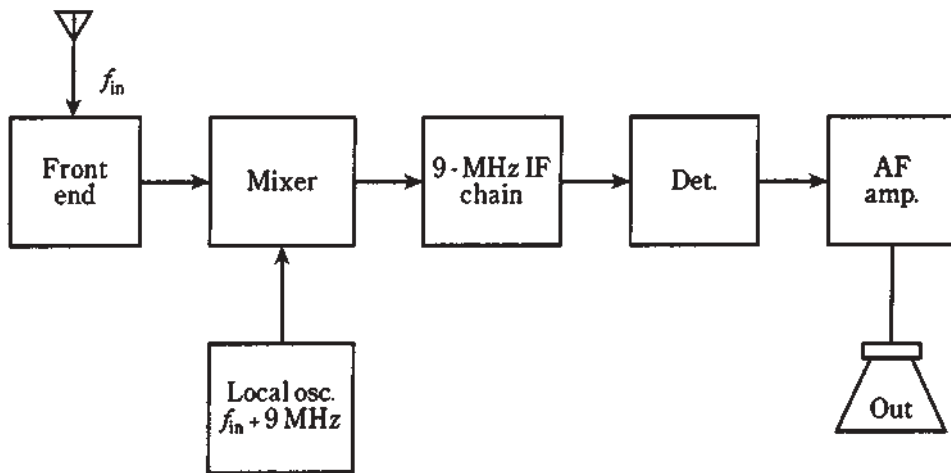 f_in
Front
end
Mixer
9-MHz IF
chain
Det.
AF
amp.
Local osc.
f_in + 9 MHz
Out